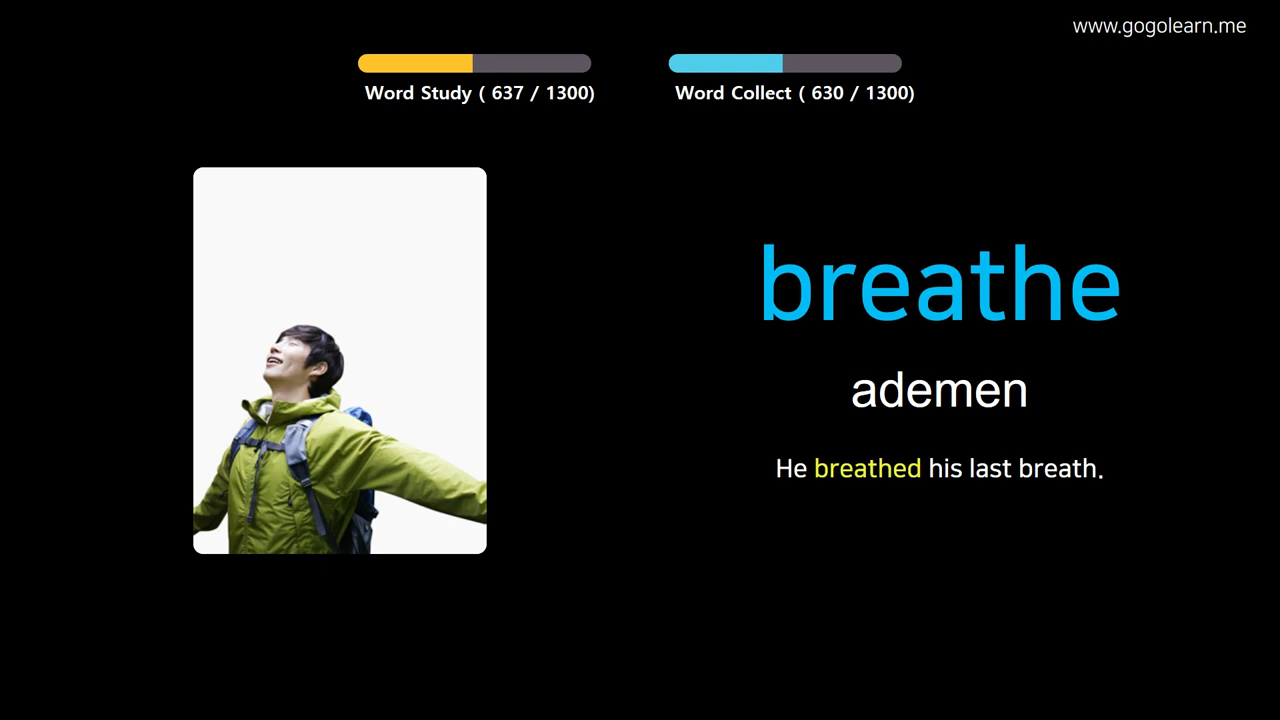 www.gogolearn.me
Word Study ( 637 / 1300)
Word Collect ( 630 / 1300)
breathe
ademen
He breathed his last breath.